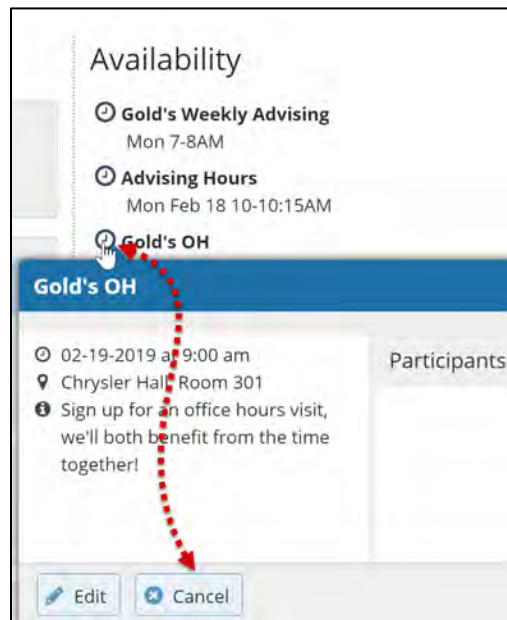 Availability
Gold's Weekly Advising
Mon 7-8AM
Advising Hours
Mon Feb 18 10-10:15AM
Gold's OH
Gold's OH
02-19-2019 at 9:00 am
Chrysler Hall, Room 301
Sign up for an office hours visit,
we'll both benefit from the time
together!
Participants
Edit
Cancel